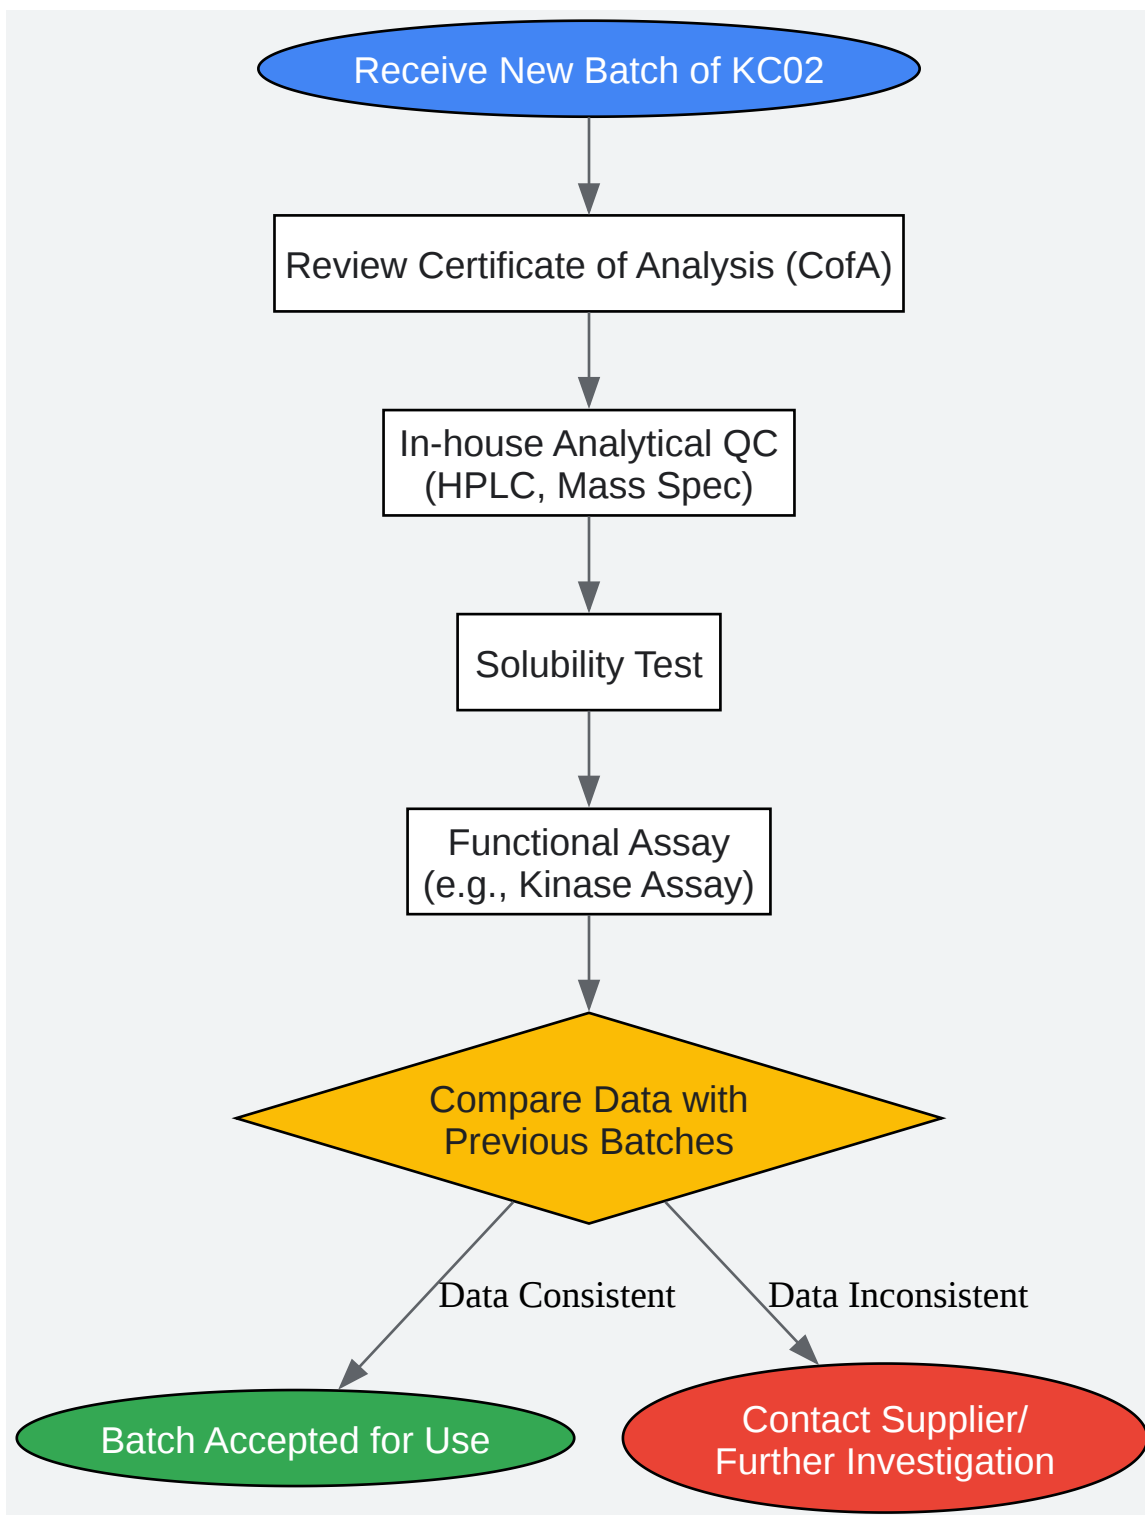 Receive New Batch of KC02
Review Certificate of Analysis (CofA)
In-house Analytical QC
(HPLC, Mass Spec)
Solubility Test
Functional Assay
(e.g., Kinase Assay)
Compare Data with
Previous Batches
Data Consistent
Data Inconsistent
Batch Accepted for Use
Contact Supplier/
Further Investigation